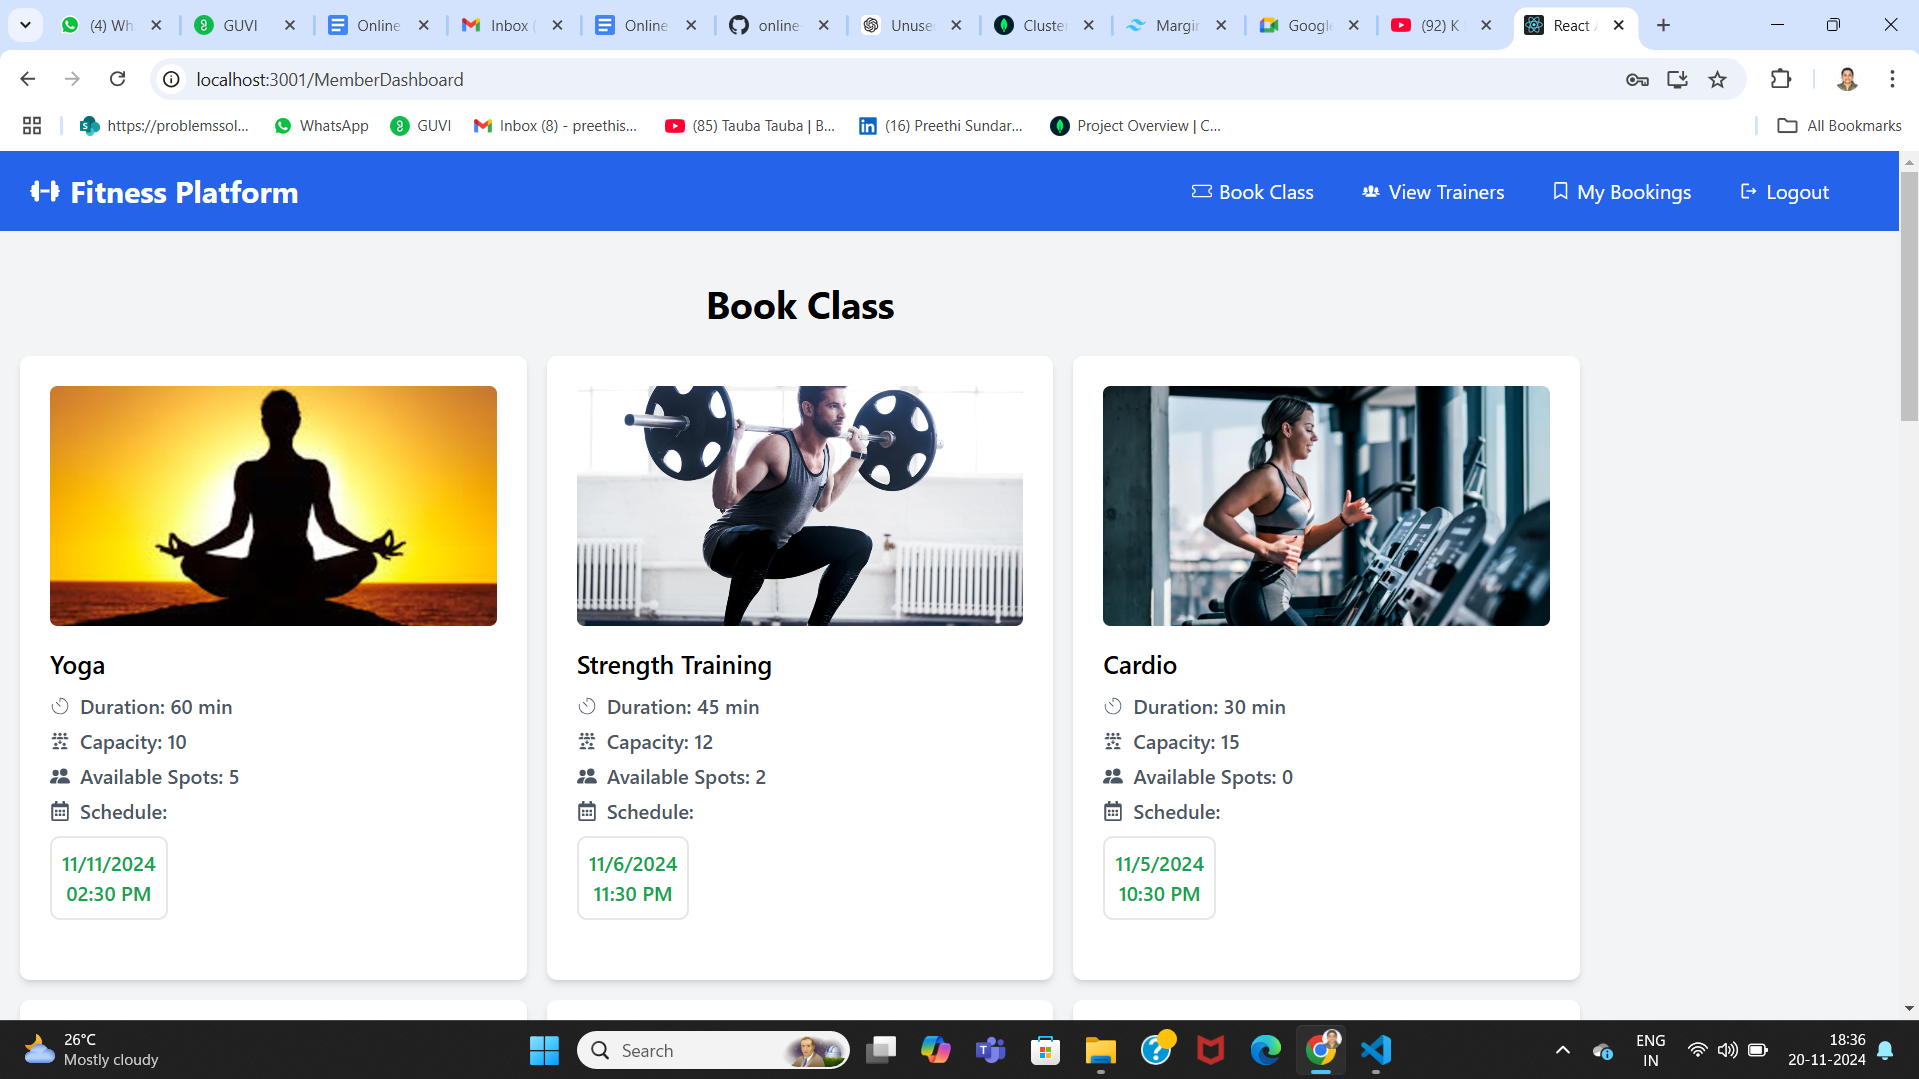 (4) Wh
GUVI
Online
Inbox (
Online
online-
Unused
Cluster
Margin
Google
(92) K
React A
localhost:3001/MemberDashboard
https://problemssol...
WhatsApp
GUVI
Inbox (8) - preethis...
(85) Tauba Tauba | B...
(16) Preethi Sundar...
Project Overview | C...
All Bookmarks
Fitness Platform
Book Class
View Trainers
My Bookings
Logout
Book Class
Yoga
Duration: 60 min
Capacity: 10
Available Spots: 5
Schedule:
11/11/2024
02:30 PM
Strength Training
Duration: 45 min
Capacity: 12
Available Spots: 2
Schedule:
11/6/2024
11:30 PM
Cardio
Duration: 30 min
Capacity: 15
Available Spots: 0
Schedule:
11/5/2024
10:30 PM
26°C
Mostly cloudy
Search
ENG
IN
18:36
20-11-2024